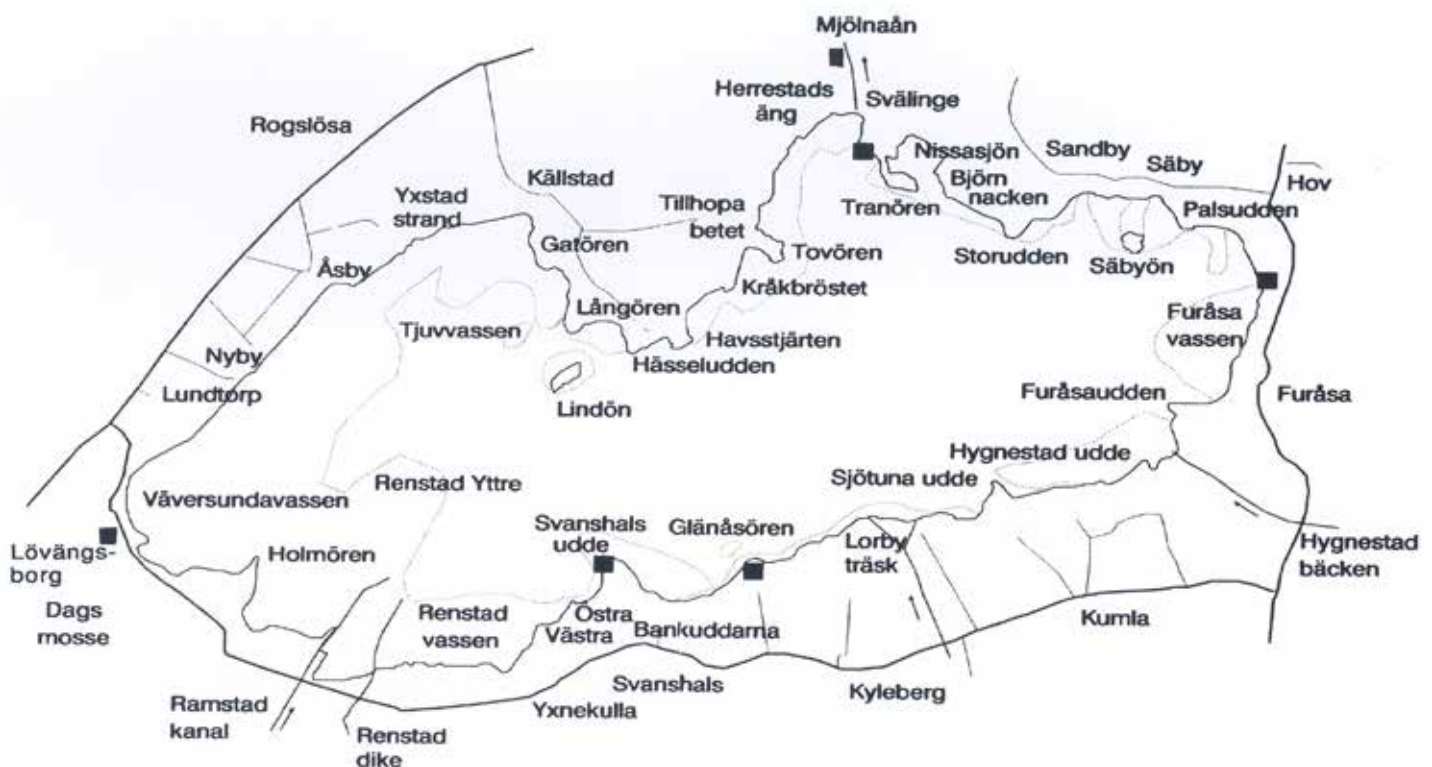 Mjölnaån
Herrestads
äng
Svälinge
Rogslösa
Nissasjön
Sandby
Säby
Hov
Källstad
Yxstad
strand
Björn
nacken
Tillhopa
betet
Tranören
Palsudden
Gatören
Tovören
Storudden
Säbyön
Åsby
Kråkbröstet
Långören
Furåsa
vassen
Tjuvvassen
Havsstjärten
Nyby
Hässeludden
Lundtorp
Lindön
Furåsaudden
Furåsa
Hygnestad udde
Sjötuna udde
Renstad Yttre
Väversundavassen
Svanshals
udde
Glänåsören
Lövängs-
borg
Holmören
Lorby
träsk
Hygnestad
bäcken
Dags
mosse
Renstad
vassen
Östra
Västra
Bankuddarna
Kumla
Svanshals
Kyleberg
Ramstad
kanal
Yxnekulla
Renstad
dike